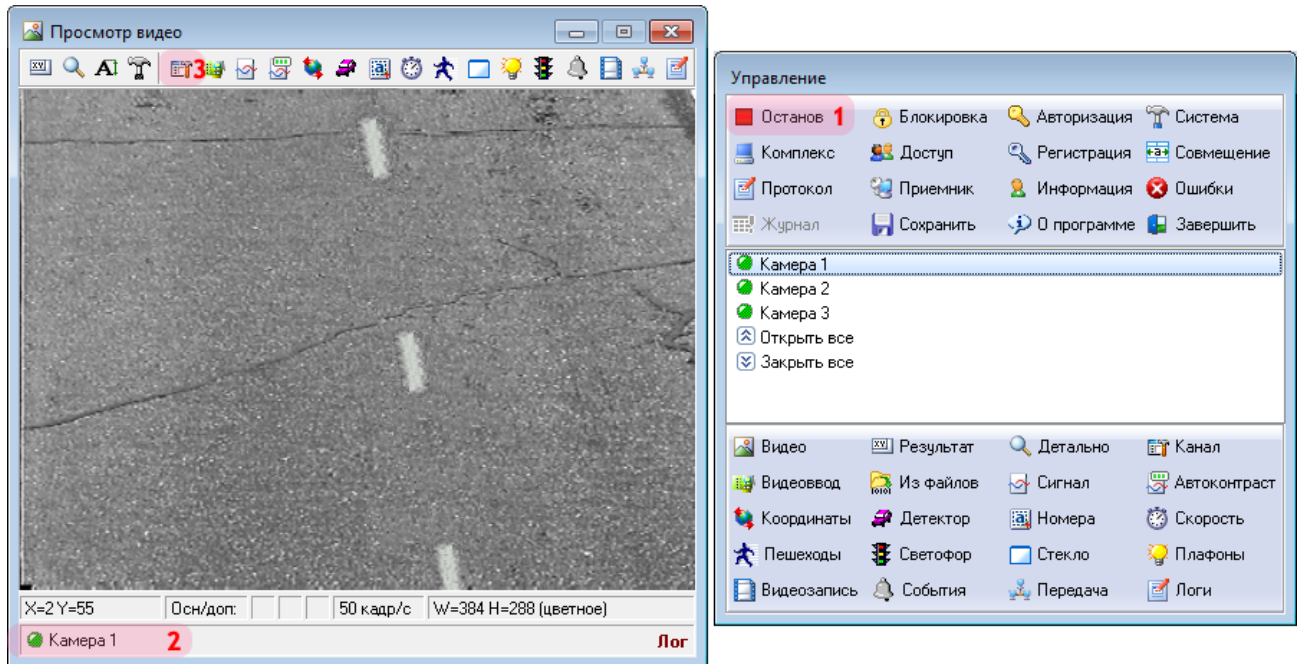 Просмотр видео
3
X=2 Y=55 Осн/доп: 50 кадр/с W=384 H=288 (цветное)
Камера 1 2 Лог
Управление
Останов 1 Блокировка Авторизация Система
Комплекс Доступ Регистрация Совмещение
Протокол Приемник Информация Ошибки
Журнал Сохранить О программе Завершить
Камера 1
Камера 2
Камера 3
Открыть все
Закрыть все
Видео Результат Детально Канал
Видеоввод Из файлов Сигнал Автоконтраст
Координаты Детектор Номера Скорость
Пешеходы Светофор Стекло Плафоны
Видеозапись События Передача Логи